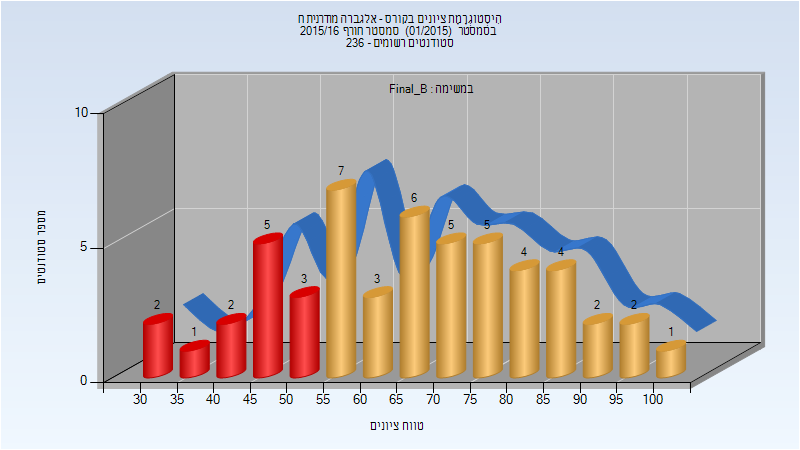 היסטוגרמת ציונים בקורס - אלגברה מודרנית ח
בסמסטר (01/2015) סמסטר חורף 2015/16
סטודנטים רשומים - 236
במשימה : Final_B
מספר סטודנטים
10
5
0
2
1
2
5
3
7
3
6
5
5
4
4
2
2
1
30 35 40 45 50 55 60 65 70 75 80 85 90 95 100
טווח ציונים